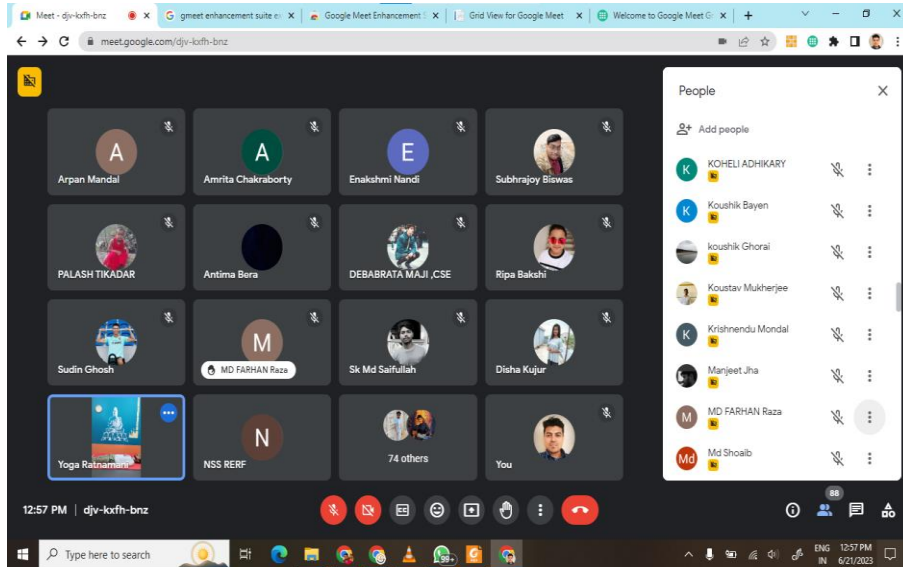 Meet - djv-kxfh-bnz
gmeet enhancement suite e
Google Meet Enhancement S
Grid View for Google Meet
Welcome to Google Meet G
meet.google.com/djv-kxfh-bnz
A
Arpan Mandal
A
Amrita Chakraborty
E
Enakshmi Nandi
Subhrajoy Biswas
PALASH TIKADAR
Antima Bera
DEBABRATA MAJI ,CSE
Ripa Bakshi
Sudin Ghosh
M
MD FARHAN Raza
Sk Md Saifullah
Disha Kujur
Yoga Ratnamani
N
NSS RERF
74 others
You
People
Add people
K
KOHELI ADHIKARY
K
Koushik Bayen
koushik Ghorai
Koustav Mukherjee
K
Krishnendu Mondal
Manjeet Jha
M
MD FARHAN Raza
Md
Md Shoaib
12:57 PM | djv-kxfh-bnz
CC
88
Type here to search
99+
ENG
IN
12:57 PM
6/21/2023